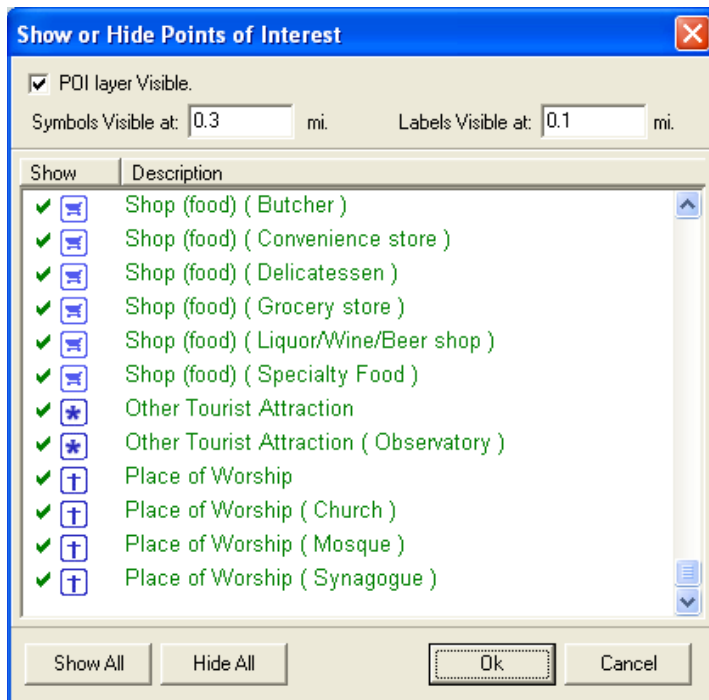 Show or Hide Points of Interest
POI layer Visible.
Symbols Visible at: 0.3 mi. Labels Visible at: 0.1 mi.
Show Description
Shop (food) ( Butcher )
Shop (food) ( Convenience store )
Shop (food) ( Delicatessen )
Shop (food) ( Grocery store )
Shop (food) ( Liquor/Wine/Beer shop )
Shop (food) ( Specialty Food )
Other Tourist Attraction
Other Tourist Attraction ( Observatory )
Place of Worship
Place of Worship ( Church )
Place of Worship ( Mosque )
Place of Worship ( Synagogue )
Show All Hide All Ok Cancel